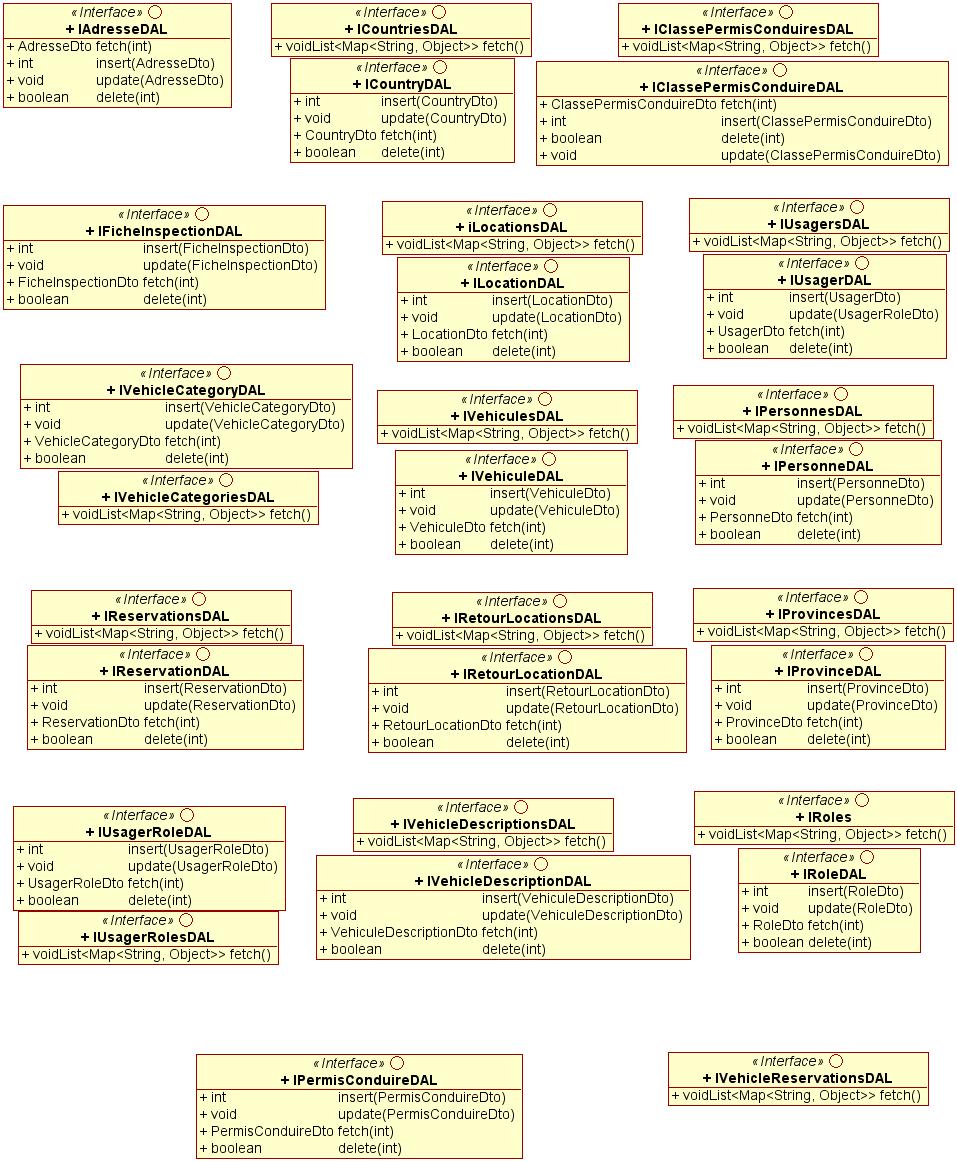 «Interface»
+ IAdresseDAL
+ AdresseDto fetch(int)
+ int insert(AdresseDto)
+ void update(AdresseDto)
+ boolean delete(int)
«Interface»
+ ICountriesDAL
+ voidList<Map<String, Object>> fetch()
«Interface»
+ ICountryDAL
+ int insert(CountryDto)
+ void update(CountryDto)
+ CountryDto fetch(int)
+ boolean delete(int)
«Interface»
+ IClassePermisConduiresDAL
+ voidList<Map<String, Object>> fetch()
«Interface»
+ IClassePermisConduireDAL
+ ClassePermisConduireDto fetch(int)
+ int insert(ClassePermisConduireDto)
+ boolean delete(int)
+ void update(ClassePermisConduireDto)
«Interface»
+ IFicheInspectionDAL
+ int insert(FicheInspectionDto)
+ void update(FicheInspectionDto)
+ FicheInspectionDto fetch(int)
+ boolean delete(int)
«Interface»
+ iLocationsDAL
+ voidList<Map<String, Object>> fetch()
«Interface»
+ ILocationDAL
+ int insert(LocationDto)
+ void update(LocationDto)
+ LocationDto fetch(int)
+ boolean delete(int)
«Interface»
+ IUsagersDAL
+ voidList<Map<String, Object>> fetch()
«Interface»
+ IUsagerDAL
+ int insert(UsagerDto)
+ void update(UsagerRoleDto)
+ UsagerDto fetch(int)
+ boolean delete(int)
«Interface»
+ IVehicleCategoryDAL
+ int insert(VehicleCategoryDto)
+ void update(VehicleCategoryDto)
+ VehicleCategoryDto fetch(int)
+ boolean delete(int)
«Interface»
+ IVehicleCategoriesDAL
+ voidList<Map<String, Object>> fetch()
«Interface»
+ IVehiculesDAL
+ voidList<Map<String, Object>> fetch()
«Interface»
+ IVehiculeDAL
+ int insert(VehiculeDto)
+ void update(VehiculeDto)
+ VehiculeDto fetch(int)
+ boolean delete(int)
«Interface»
+ IPersonnesDAL
+ voidList<Map<String, Object>> fetch()
«Interface»
+ IPersonneDAL
+ int insert(PersonneDto)
+ void update(PersonneDto)
+ PersonneDto fetch(int)
+ boolean delete(int)
«Interface»
+ IReservationsDAL
+ voidList<Map<String, Object>> fetch()
«Interface»
+ IReservationDAL
+ int insert(ReservationDto)
+ void update(ReservationDto)
+ ReservationDto fetch(int)
+ boolean delete(int)
«Interface»
+ IRetourLocationsDAL
+ voidList<Map<String, Object>> fetch()
«Interface»
+ IRetourLocationDAL
+ int insert(RetourLocationDto)
+ void update(RetourLocationDto)
+ RetourLocationDto fetch(int)
+ boolean delete(int)
«Interface»
+ IProvincesDAL
+ voidList<Map<String, Object>> fetch()
«Interface»
+ IProvinceDAL
+ int insert(ProvinceDto)
+ void update(ProvinceDto)
+ ProvinceDto fetch(int)
+ boolean delete(int)
«Interface»
+ IUsagerRoleDAL
+ int insert(UsagerRoleDto)
+ void update(UsagerRoleDto)
+ UsagerRoleDto fetch(int)
+ boolean delete(int)
«Interface»
+ IUsagerRolesDAL
+ voidList<Map<String, Object>> fetch()
«Interface»
+ IVehicleDescriptionsDAL
+ voidList<Map<String, Object>> fetch()
«Interface»
+ IVehicleDescriptionDAL
+ int insert(VehiculeDescriptionDto)
+ void update(VehiculeDescriptionDto)
+ VehiculeDescriptionDto fetch(int)
+ boolean delete(int)
«Interface»
+ IRoles
+ voidList<Map<String, Object>> fetch()
«Interface»
+ IRoleDAL
+ int insert(RoleDto)
+ void update(RoleDto)
+ RoleDto fetch(int)
+ boolean delete(int)
«Interface»
+ IPermisConduireDAL
+ int insert(PermisConduireDto)
+ void update(PermisConduireDto)
+ PermisConduireDto fetch(int)
+ boolean delete(int)
«Interface»
+ IVehicleReservationsDAL
+ voidList<Map<String, Object>> fetch()